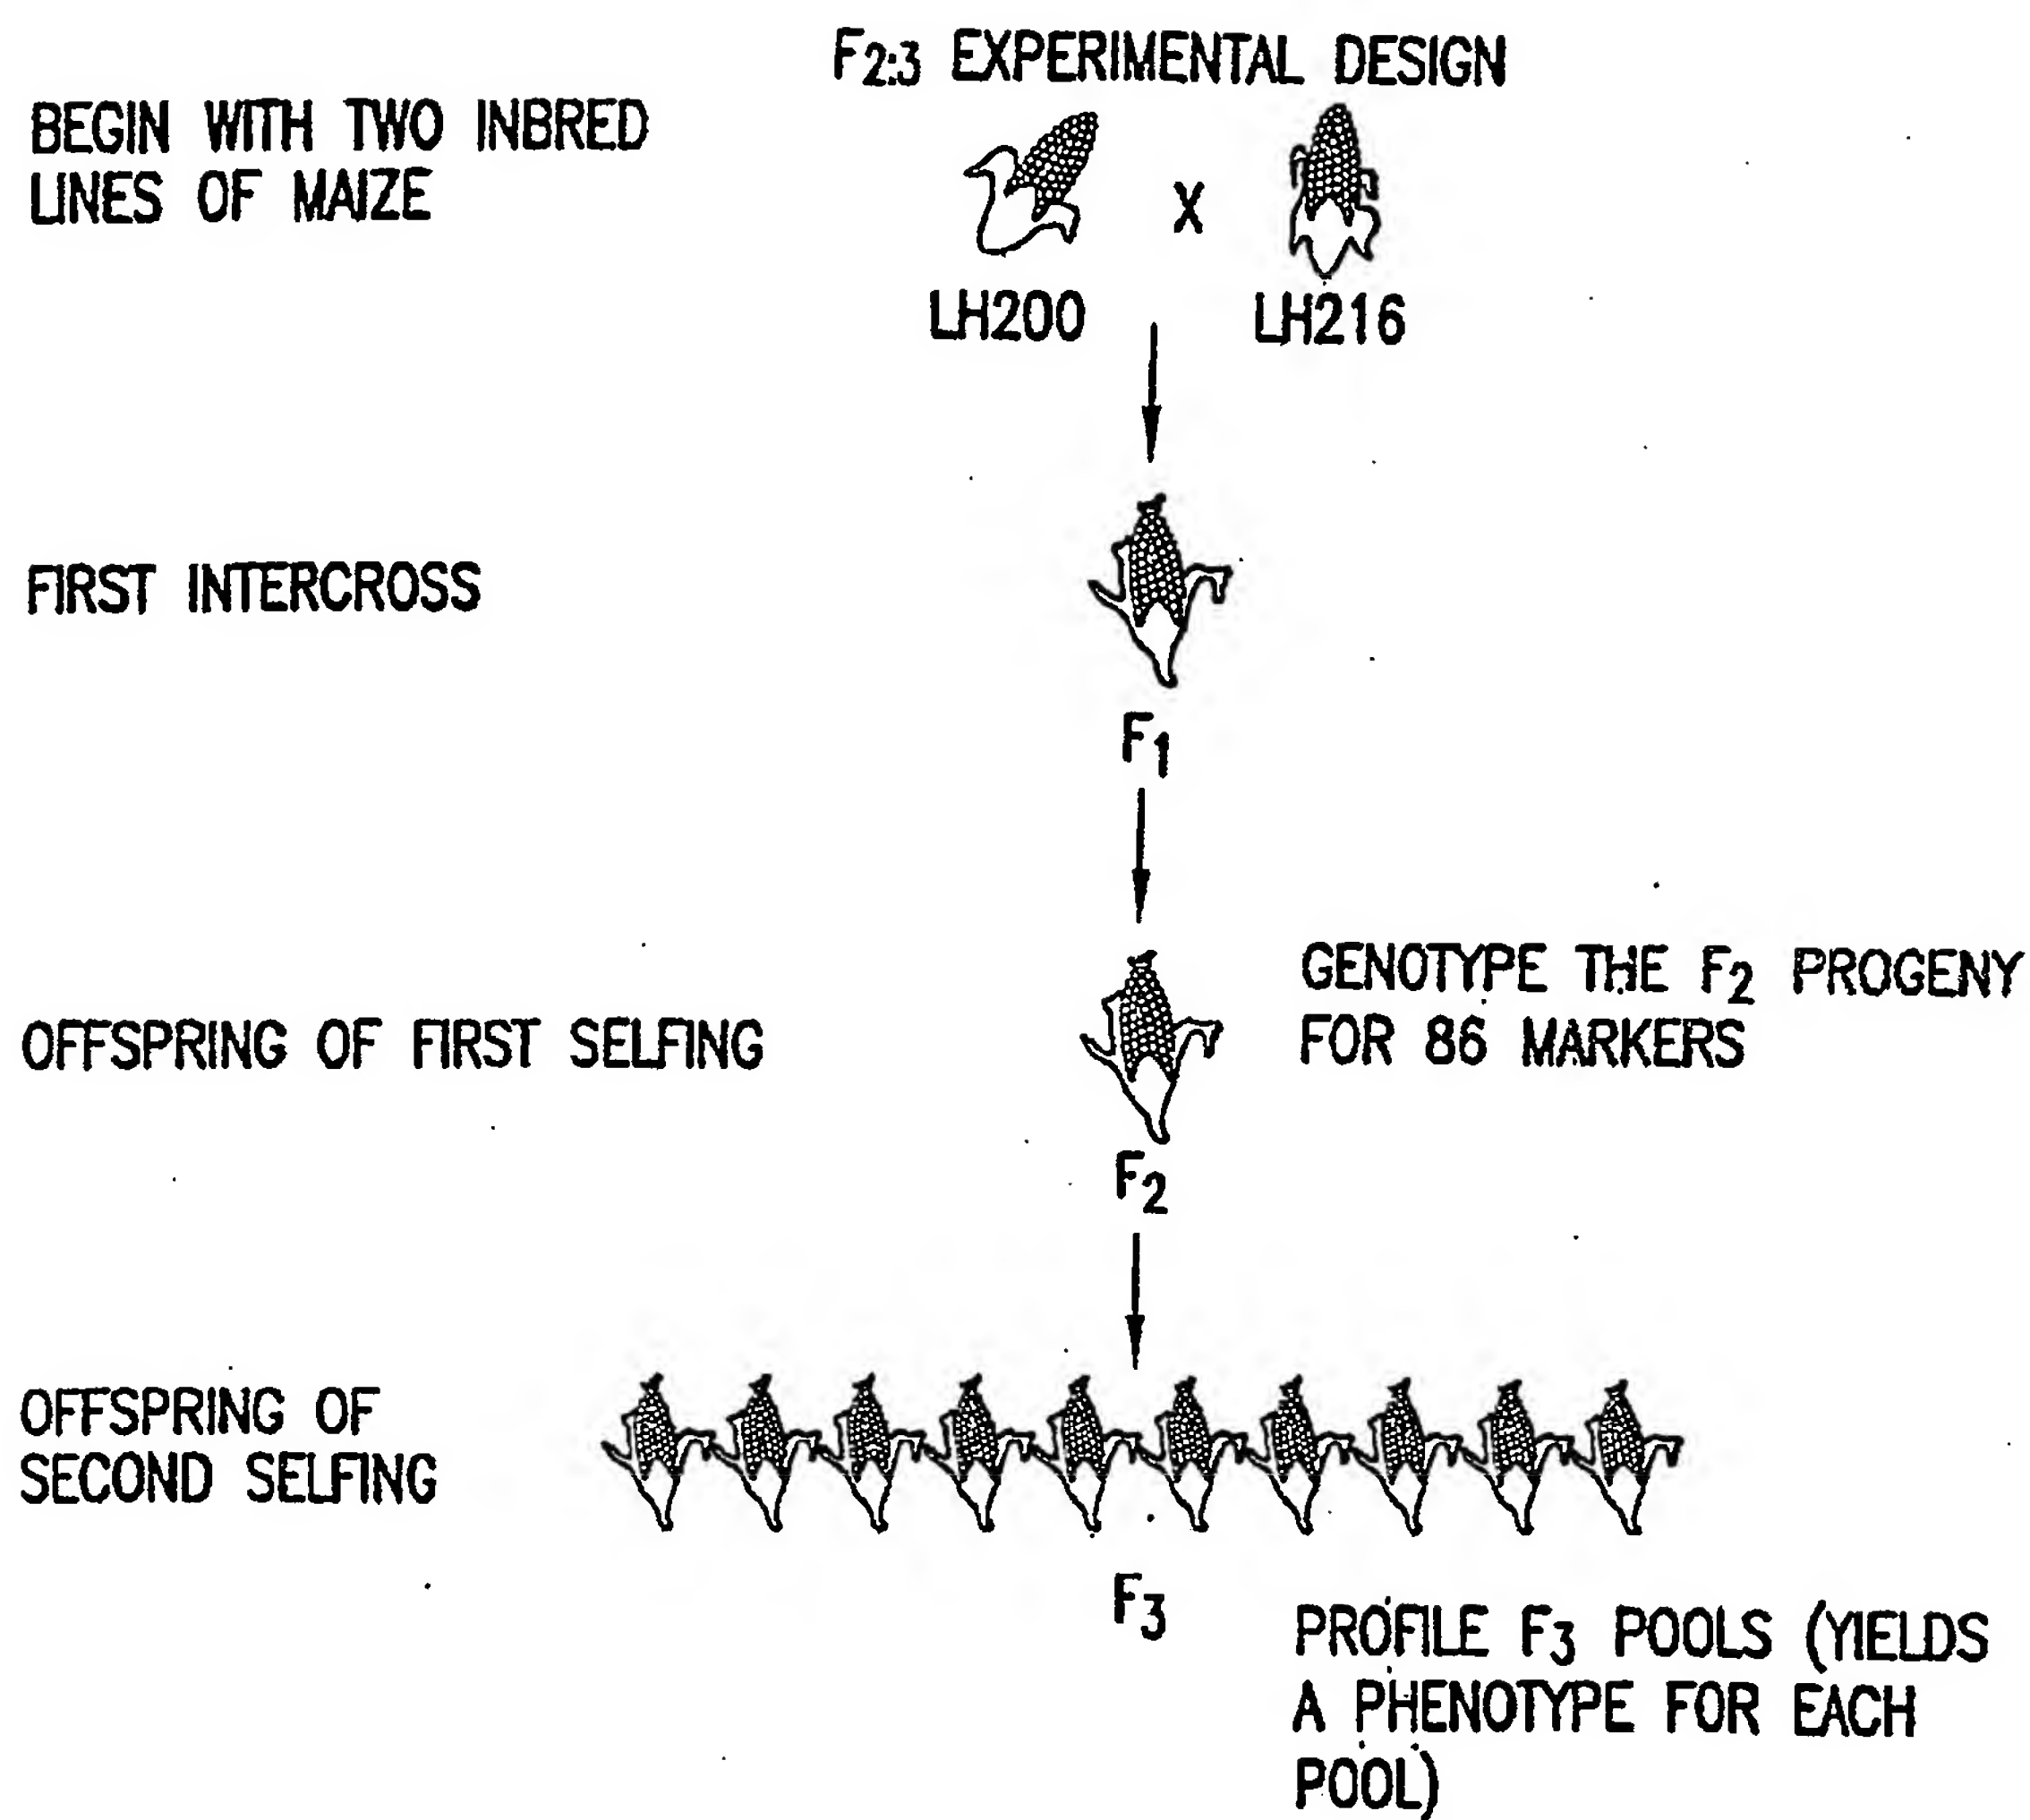 F2:3 EXPERIMENTAL DESIGN
BEGIN WITH TWO INBRED
LINES OF MAIZE
X
LH200
LH216
FIRST INTERCROSS
F1
OFFSPRING OF FIRST SELFING
GENOTYPE THE F2 PROGENY
FOR 86 MARKERS
F2
OFFSPRING OF
SECOND SELFING
F3
PROFILE F3 POOLS (YIELDS
A PHENOTYPE FOR EACH
POOL)